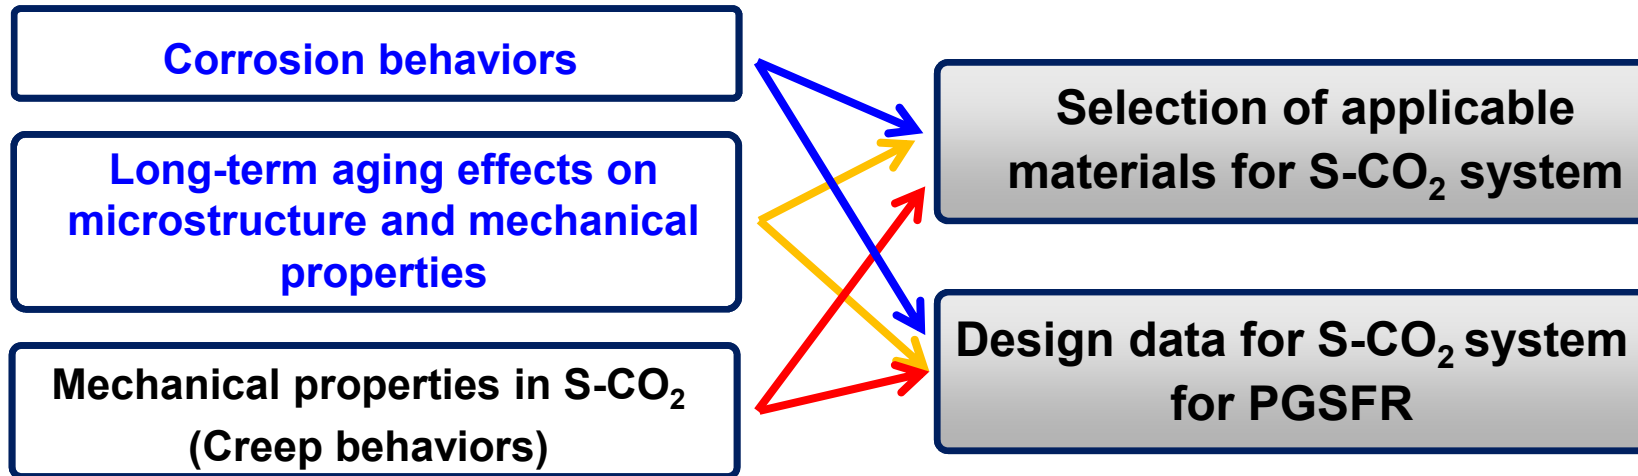 Corrosion behaviors
Long-term aging effects on
microstructure and mechanical
properties
Mechanical properties in S-CO₂
(Creep behaviors)
Selection of applicable
materials for S-CO₂ system
Design data for S-CO₂ system
for PGSFR